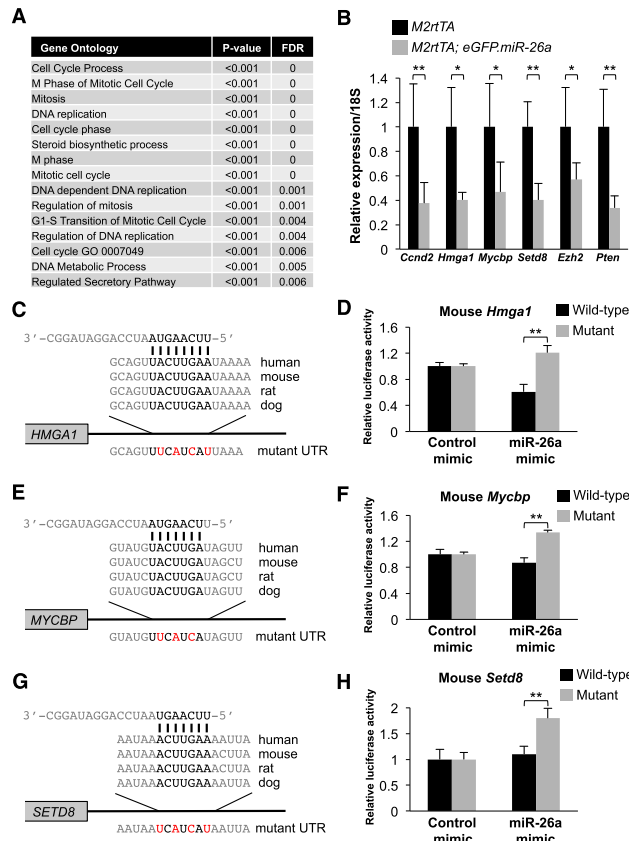 A
Gene Ontology P-value FDR
Cell Cycle Process <0.001 0
M Phase of Mitotic Cell Cycle <0.001 0
Mitosis <0.001 0
DNA replication <0.001 0
Cell cycle phase <0.001 0
Steroid biosynthetic process <0.001 0
M phase <0.001 0
Mitotic cell cycle <0.001 0
DNA dependent DNA replication <0.001 0.001
Regulation of mitosis <0.001 0.001
G1-S Transition of Mitotic Cell Cycle <0.001 0.004
Regulation of DNA replication <0.001 0.004
Cell cycle GO 0007049 <0.001 0.006
DNA Metabolic Process <0.001 0.005
Regulated Secretory Pathway <0.001 0.006
B
M2rtTA
M2rtTA; eGFP.miR-26a
** * * ** * **
Relative expression/18S
1.4
1.2
1
0.8
0.6
0.4
0.2
0
Ccnd2 Hmga1 Mycbp Setd8 Ezh2 Pten
C
3′-CGGAUAGGACCUAAUGAACUU-5′
GCAGUUACUUGAAUAAAA human
GCAGUUACUUGAAUAAAA mouse
GCAGUUACUUGAAUAAAA rat
GCAGUUACUUGAAUAAAA dog
HMGA1
GCAGUUUCAUCAUUAAA mutant UTR
D
Mouse Hmga1
Wild-type
Mutant
**
Relative luciferase activity
1.6
1.2
0.8
0.4
0
Control mimic
miR-26a mimic
E
3′-CGGAUAGGACCUAAUGAACUU-5′
GUAUGUACUUGAUAGUU human
GUAUCUACUUGAUAGCU mouse
GUAUCUACUUGAUAGCU rat
GUAUGUACUUGAUAGUU dog
MYCBP
GUAUGUUCAUCAUAGUU mutant UTR
F
Mouse Mycbp
Wild-type
Mutant
**
Relative luciferase activity
1.6
1.2
0.8
0.4
0
Control mimic
miR-26a mimic
G
3′-CGGAUAGGACCUAAUGAACUU-5′
AAUAAACUUGAAAAUUA human
AAUAAACUUGAAAAUUA mouse
AAUAAACUUGAAAAUUA rat
AAUAAACUUGAAAAUUA dog
SETD8
AAUAAUCAUCAUAAUUA mutant UTR
H
Mouse Setd8
Wild-type
Mutant
**
Relative luciferase activity
2
1.5
1
0.5
0
Control mimic
miR-26a mimic